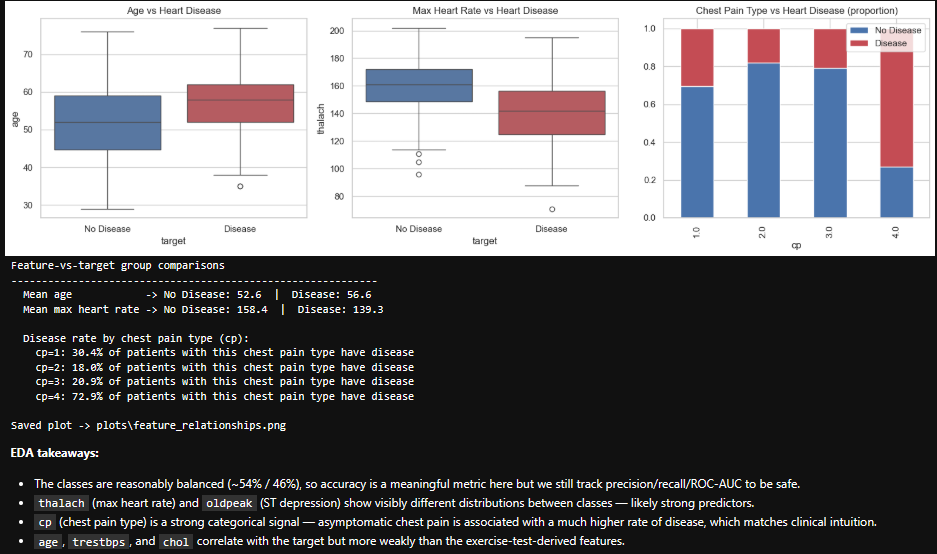 Age vs Heart Disease
70
60
50
40
30
age
No Disease
Disease
target
Max Heart Rate vs Heart Disease
200
180
160
140
120
100
80
thalach
No Disease
Disease
target
Chest Pain Type vs Heart Disease (proportion)
No Disease
Disease
1.0
0.8
0.6
0.4
0.2
0.0
1.0
2.0
3.0
4.0
cp
Feature-vs-target group comparisons
------------------------------------------------------------
Mean age -> No Disease: 52.6 | Disease: 56.6
Mean max heart rate -> No Disease: 158.4 | Disease: 139.3
Disease rate by chest pain type (cp):
cp=1: 30.4% of patients with this chest pain type have disease
cp=2: 18.0% of patients with this chest pain type have disease
cp=3: 20.9% of patients with this chest pain type have disease
cp=4: 72.9% of patients with this chest pain type have disease
Saved plot -> plots\feature_relationships.png
EDA takeaways:
• The classes are reasonably balanced (~54% / 46%), so accuracy is a meaningful metric here but we still track precision/recall/ROC-AUC to be safe.
• thalach (max heart rate) and oldpeak (ST depression) show visibly different distributions between classes — likely strong predictors.
• cp (chest pain type) is a strong categorical signal — asymptomatic chest pain is associated with a much higher rate of disease, which matches clinical intuition.
• age, trestbps, and chol correlate with the target but more weakly than the exercise-test-derived features.